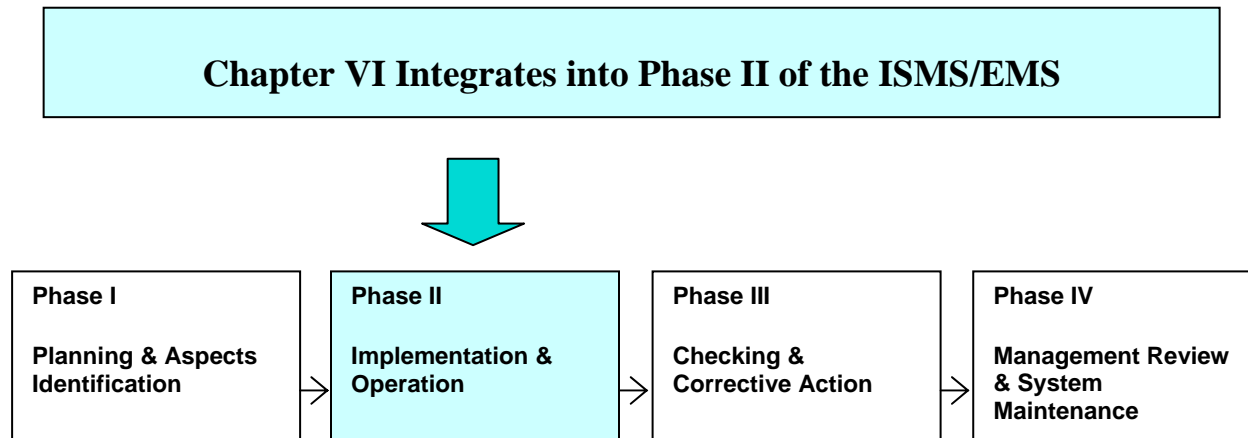 Chapter VI Integrates into Phase II of the ISMS/EMS
Phase I
Planning & Aspects
Identification
Phase II
Implementation &
Operation
Phase III
Checking &
Corrective Action
Phase IV
Management Review
& System
Maintenance